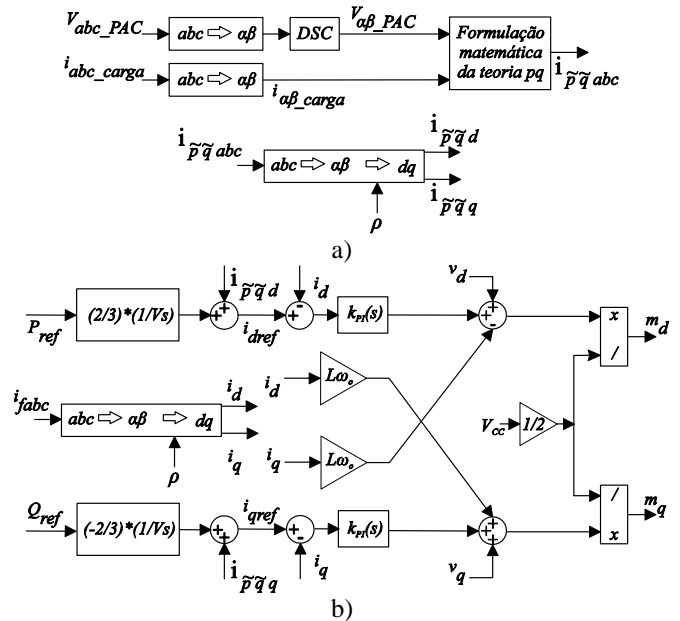 V_abc_PAC abc ⇨ αβ DSC V_αβ_PAC
Formulação
matemática
da teoria pq
i_p̃ q̃ abc
i_abc_carga abc ⇨ αβ i_αβ_carga
i_p̃ q̃ abc abc ⇨ αβ ⇨ dq i_p̃ q̃ d
i_p̃ q̃ q
ρ
a)
i_p̃ q̃ d i_d v_d
P_ref (2/3)*(1/Vs) + + i_dref + - k_PI(s) + + - x m_d
/
i_fabc abc ⇨ αβ ⇨ dq i_d i_d Lω_o
i_q i_q Lω_o V_cc 1/2
ρ
Q_ref (-2/3)*(1/Vs) + + i_qref + - k_PI(s) + + + / m_q
x
i_p̃ q̃ q i_q v_q
b)